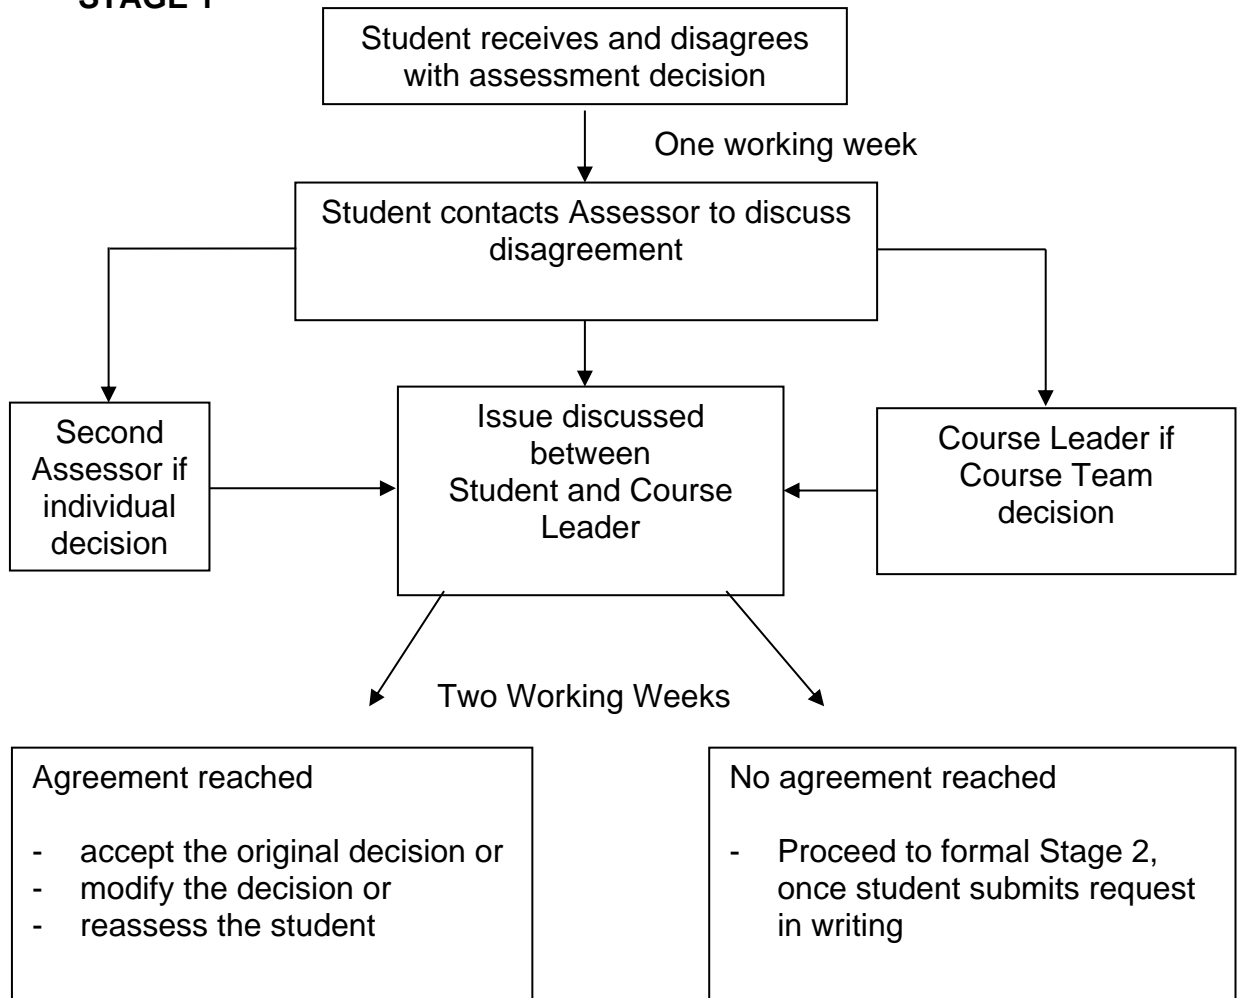 STAGE 1
Student receives and disagrees
with assessment decision
One working week
Student contacts Assessor to discuss
disagreement
Second
Assessor if
individual
decision
Issue discussed
between
Student and Course
Leader
Course Leader if
Course Team
decision
Two Working Weeks
Agreement reached
- accept the original decision or
- modify the decision or
- reassess the student
No agreement reached
- Proceed to formal Stage 2,
once student submits request
in writing